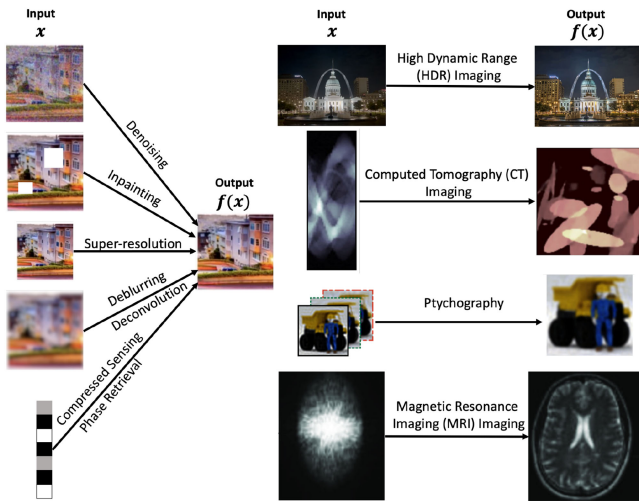 Input
x
Denoising
Inpainting
Super-resolution
Deblurring
Deconvolution
Compressed Sensing
Phase Retrieval
Output
f(x)
Input
x
Output
f(x)
High Dynamic Range
(HDR) Imaging
Computed Tomography (CT)
Imaging
Ptychography
Magnetic Resonance
Imaging (MRI) Imaging